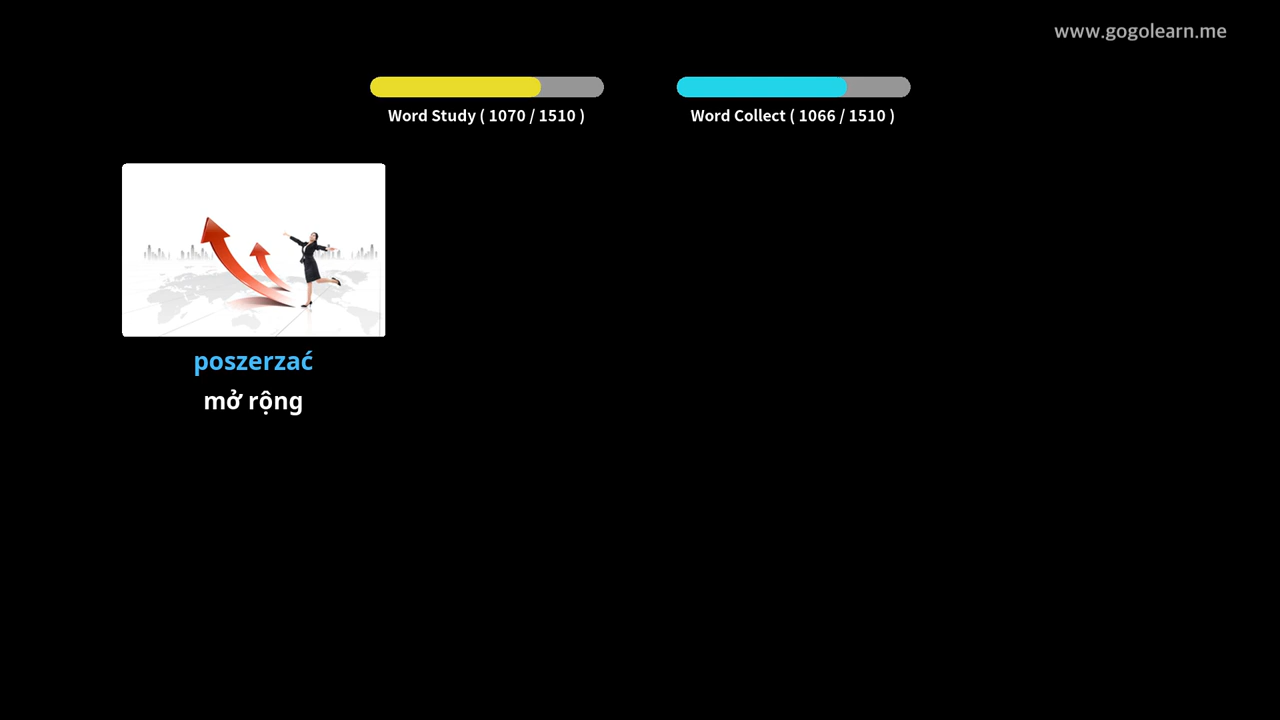 www.gogolearn.me
Word Study ( 1070 / 1510 )
Word Collect ( 1066 / 1510 )
poszerzać
mở rộng